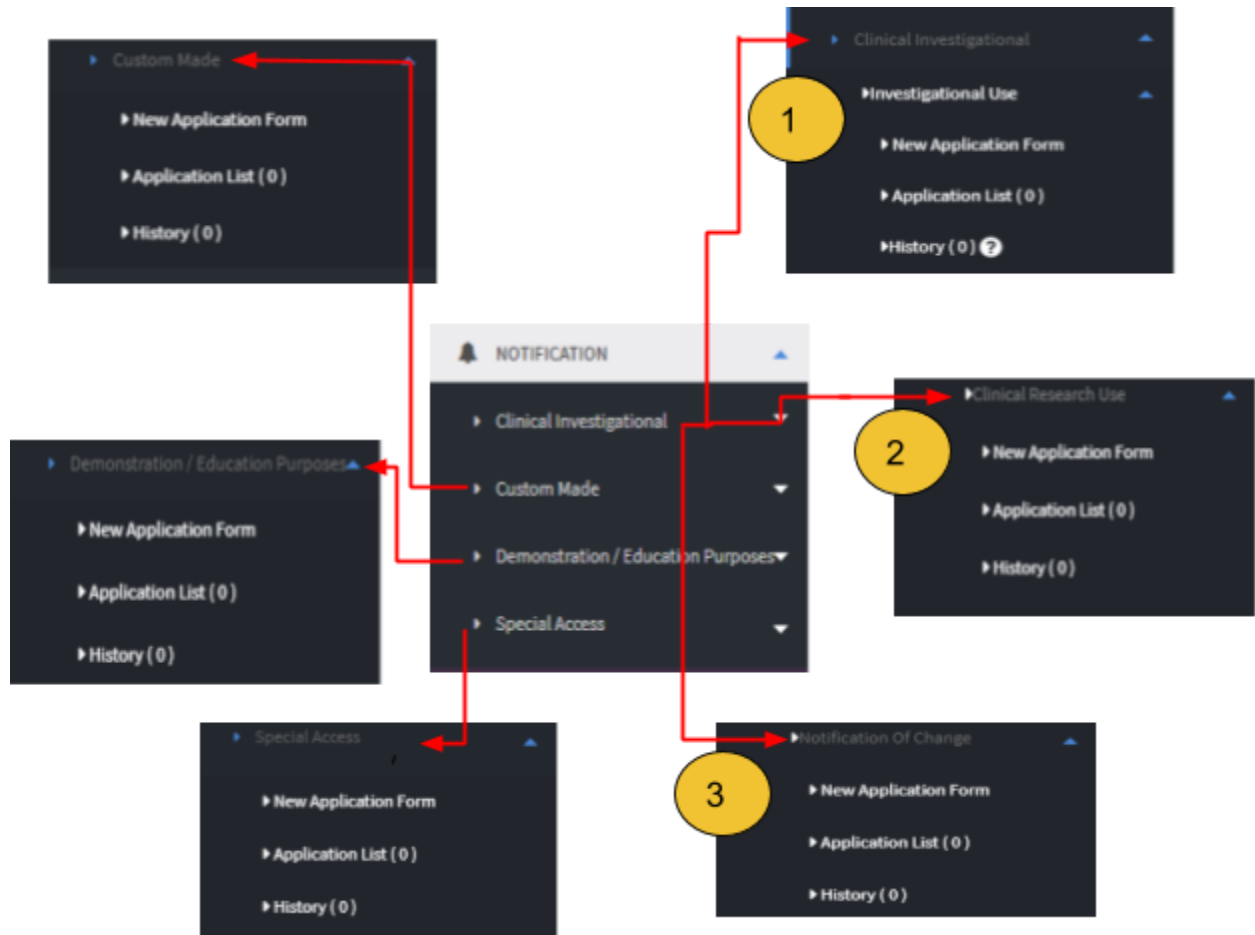 Custom Made
New Application Form
Application List ( 0 )
History ( 0 )
Clinical Investigational
1
Investigational Use
New Application Form
Application List ( 0 )
History ( 0 ) ?
NOTIFICATION
Clinical Investigational
Custom Made
Demonstration / Education Purposes
Special Access
Clinical Research Use
2
New Application Form
Application List ( 0 )
History ( 0 )
Demonstration / Education Purposes
New Application Form
Application List ( 0 )
History ( 0 )
Special Access
New Application Form
Application List ( 0 )
History ( 0 )
Notification Of Change
3
New Application Form
Application List ( 0 )
History ( 0 )